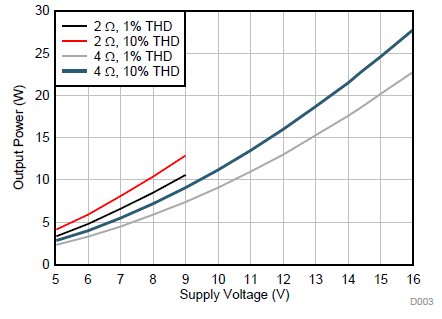 30
25
20
15
10
5
0
Output Power (W)
2 Ω, 1% THD
2 Ω, 10% THD
4 Ω, 1% THD
4 Ω, 10% THD
5 6 7 8 9 10 11 12 13 14 15 16
Supply Voltage (V)
D003